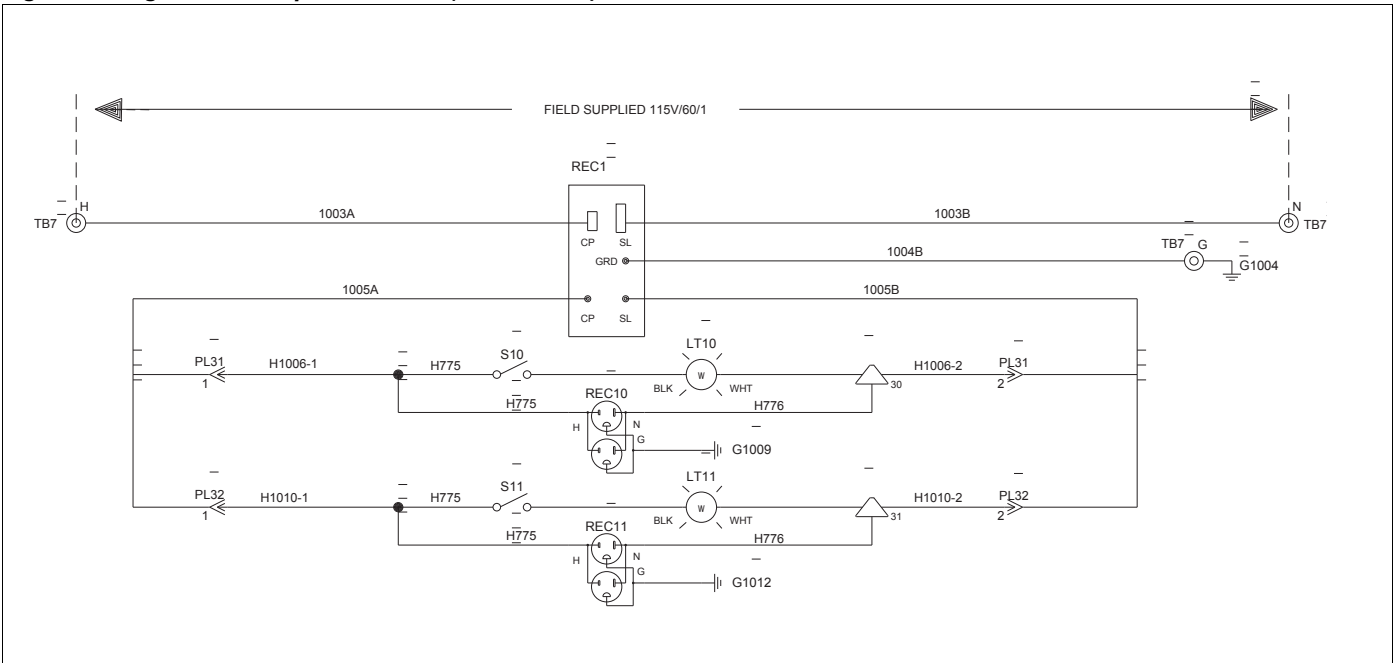 FIELD SUPPLIED 115V/60/1
REC1
TB7 H
1003A
1003B
N TB7
CP SL
GRD
1004B
TB7 G
G1004
1005A
1005B
CP SL
PL31
1
H1006-1
H775
S10
LT10
W
BLK
WHT
30
H1006-2
PL31
2
H775
REC10
H776
H
N
G
G1009
PL32
1
H1010-1
H775
S11
LT11
W
BLK
WHT
31
H1010-2
PL32
2
H775
REC11
H776
H
N
G
G1012